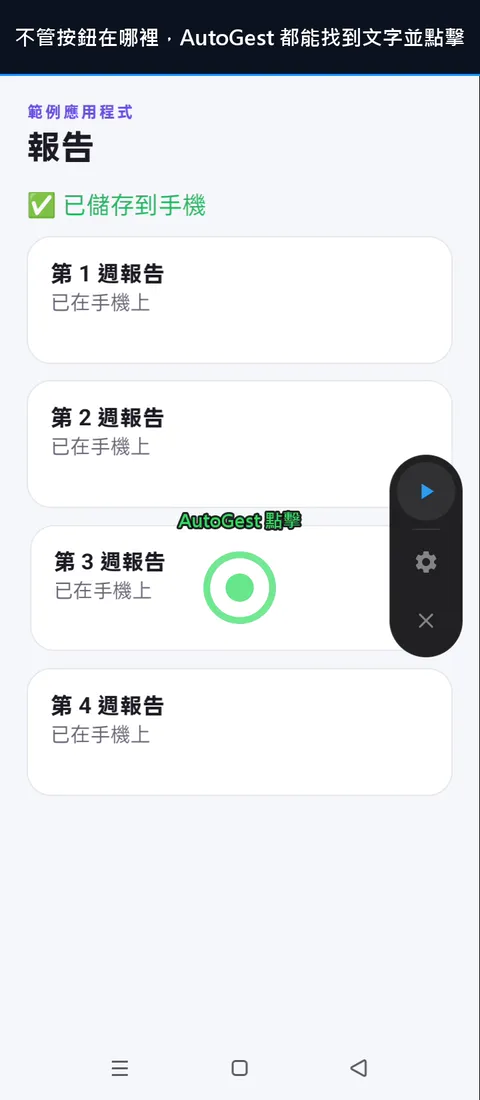 不管按鈕在哪裡，AutoGest 都能找到文字並點擊
範例應用程式
報告
✅ 已儲存到手機
第 1 週報告
已在手機上
第 2 週報告
已在手機上
AutoGest 點擊
第 3 週報告
已在手機上
第 4 週報告
已在手機上